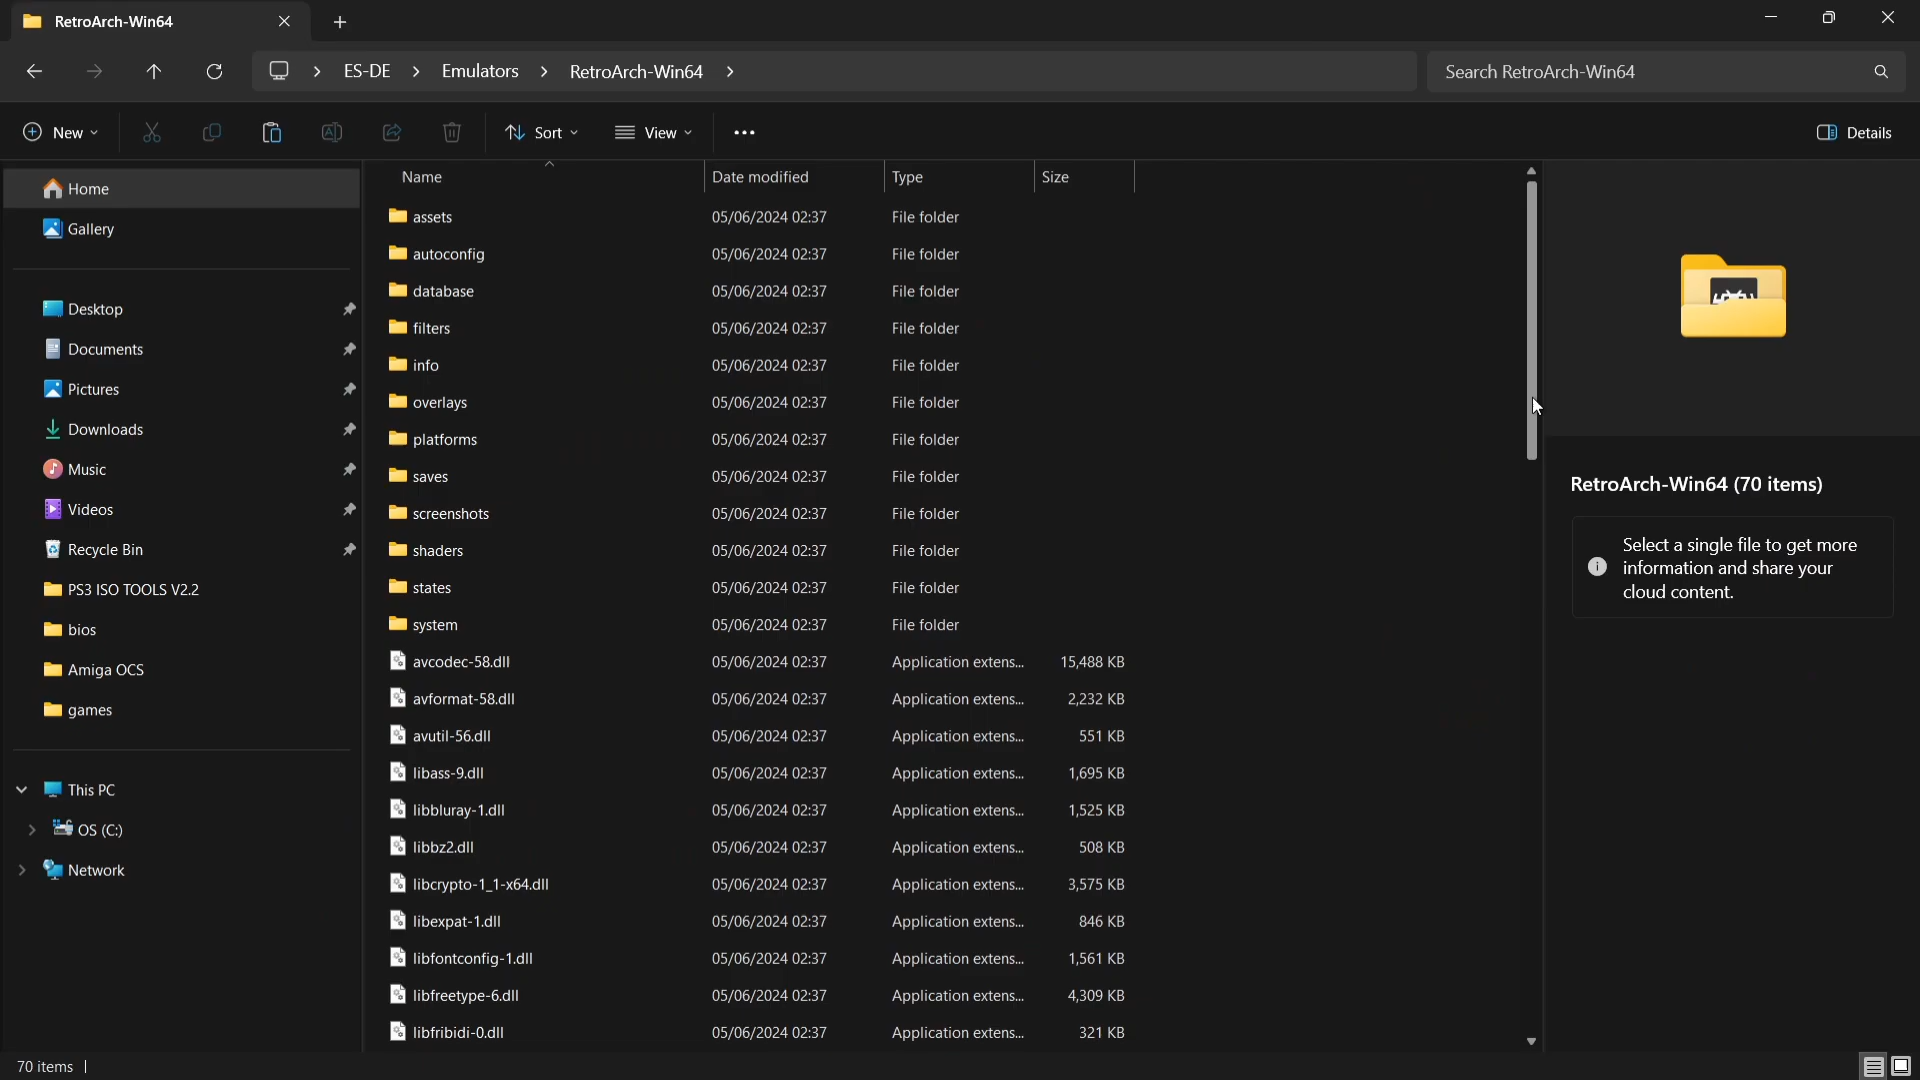 RetroArch-Win64
ES-DE Emulators RetroArch-Win64
Search RetroArch-Win64
New Sort View Details
Home
Gallery
Desktop
Documents
Pictures
Downloads
Music
Videos
Recycle Bin
PS3 ISO TOOLS V2.2
bios
Amiga OCS
games
This PC
OS (C:)
Network
Name Date modified Type Size
assets 05/06/2024 02:37 File folder
autoconfig 05/06/2024 02:37 File folder
database 05/06/2024 02:37 File folder
filters 05/06/2024 02:37 File folder
info 05/06/2024 02:37 File folder
overlays 05/06/2024 02:37 File folder
platforms 05/06/2024 02:37 File folder
saves 05/06/2024 02:37 File folder
screenshots 05/06/2024 02:37 File folder
shaders 05/06/2024 02:37 File folder
states 05/06/2024 02:37 File folder
system 05/06/2024 02:37 File folder
avcodec-58.dll 05/06/2024 02:37 Application extens... 15,488 KB
avformat-58.dll 05/06/2024 02:37 Application extens... 2,232 KB
avutil-56.dll 05/06/2024 02:37 Application extens... 551 KB
libass-9.dll 05/06/2024 02:37 Application extens... 1,695 KB
libbluray-1.dll 05/06/2024 02:37 Application extens... 1,525 KB
libbz2.dll 05/06/2024 02:37 Application extens... 508 KB
libcrypto-1_1-x64.dll 05/06/2024 02:37 Application extens... 3,575 KB
libexpat-1.dll 05/06/2024 02:37 Application extens... 846 KB
libfontconfig-1.dll 05/06/2024 02:37 Application extens... 1,561 KB
libfreetype-6.dll 05/06/2024 02:37 Application extens... 4,309 KB
libfribidi-0.dll 05/06/2024 02:37 Application extens... 321 KB
RetroArch-Win64 (70 items)
Select a single file to get more
information and share your
cloud content.
70 items